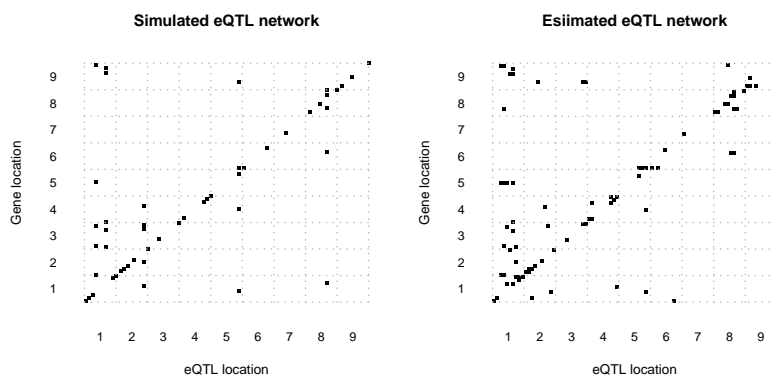 Simulated eQTL network
Gene location
9
8
7
6
5
4
3
2
1
1 2 3 4 5 6 7 8 9
eQTL location
Esiimated eQTL network
Gene location
9
8
7
6
5
4
3
2
1
1 2 3 4 5 6 7 8 9
eQTL location